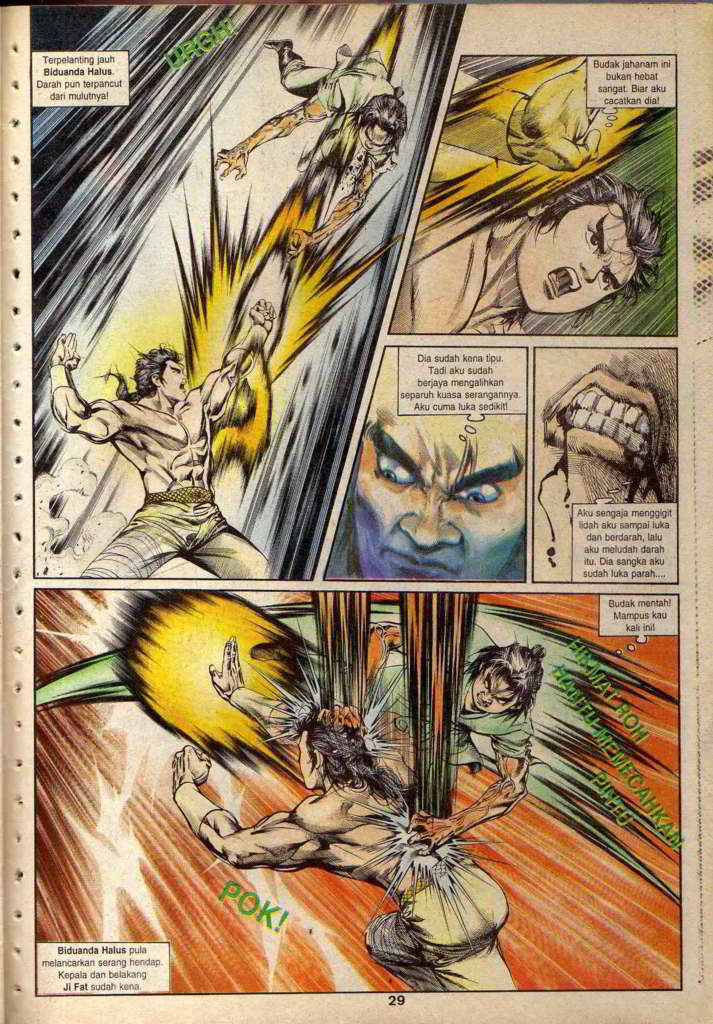 Terpelanting jauh
Biduanda Halus.
Darah pun terpancut
dari mulutnya!
URGH!
Budak jahanam ini
bukan hebat
sangat. Biar aku
cacatkan dia!
Dia sudah kena tipu.
Tadi aku sudah
berjaya mengalihkan
separuh kuasa serangannya.
Aku cuma luka sedikit!
Aku sengaja menggigit
lidah aku sampai luka
dan berdarah, lalu
aku meludah darah
itu. Dia sangka aku
sudah luka parah....
Budak mentah!
Mampus kau
kali ini!
HIKMAT ROH
HANTU MEMECAHKAN
PINTU
POK!
Biduanda Halus pula
melancarkan serang hendap.
Kepala dan belakang
Ji Fat sudah kena.
29